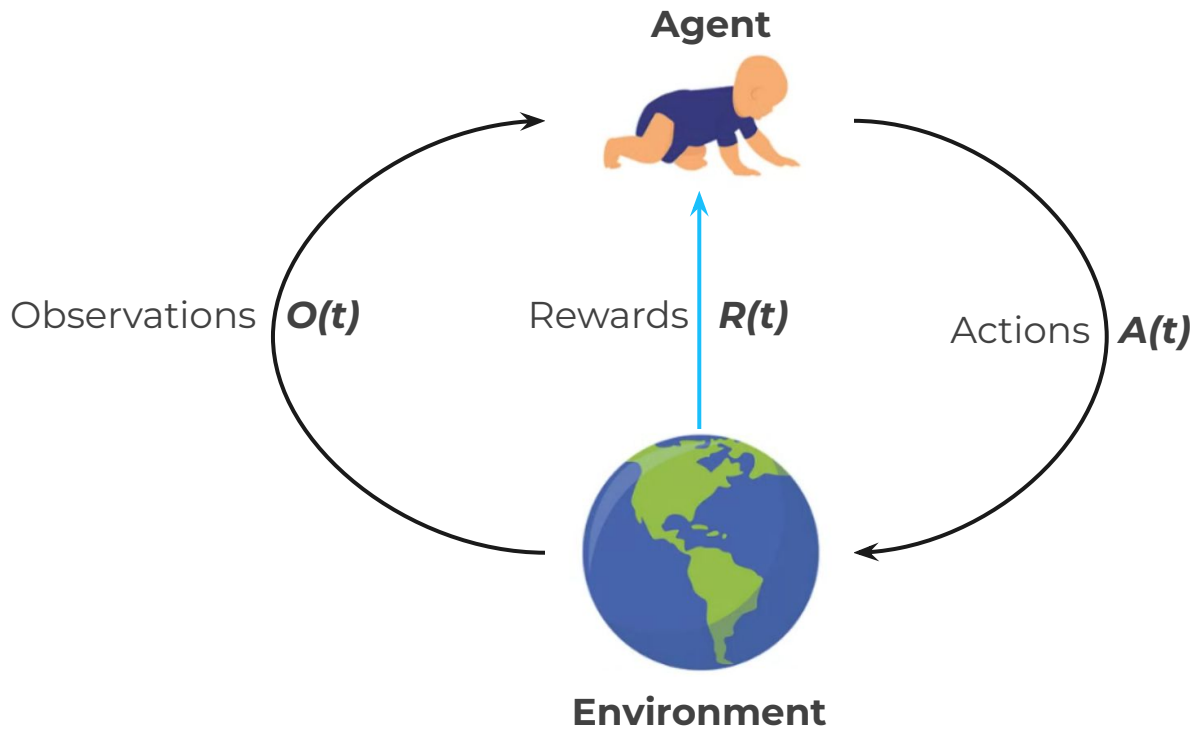 Agent
Observations O(t)
Rewards R(t)
Actions A(t)
Environment